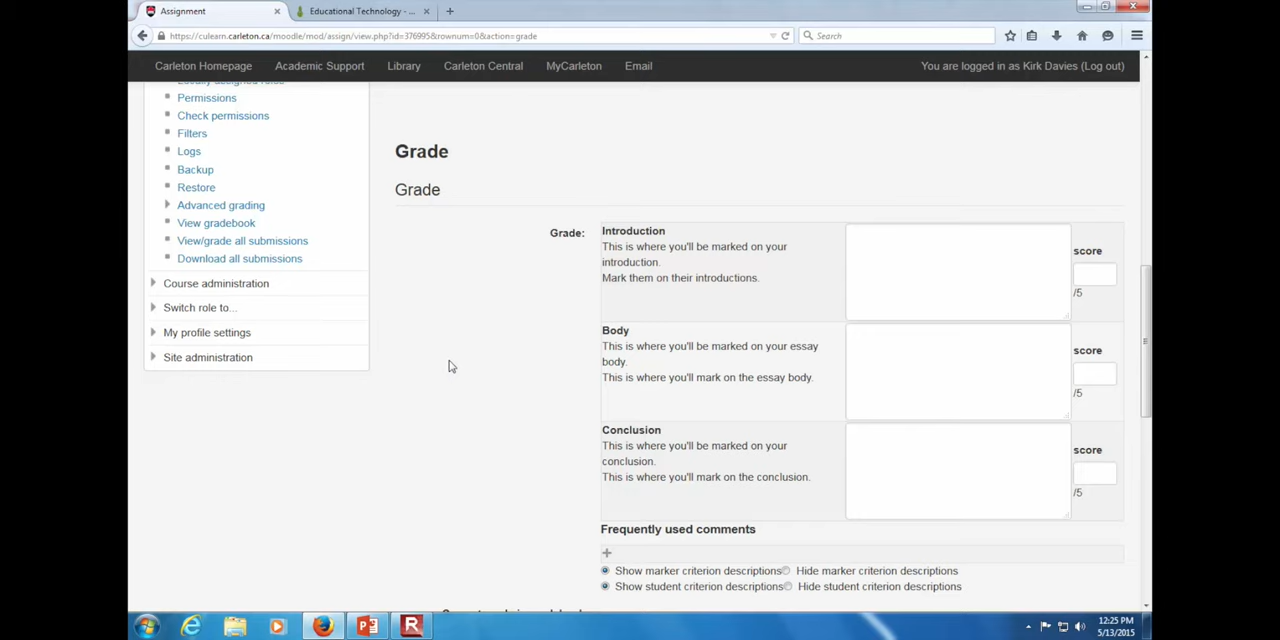 Assignment
Educational Technology - ...
https://culearn.carleton.ca/moodle/mod/assign/view.php?id=376995&rownum=0&action=grade
Search
Carleton Homepage
Academic Support
Library
Carleton Central
MyCarleton
Email
You are logged in as Kirk Davies (Log out)
Permissions
Check permissions
Filters
Logs
Backup
Restore
Advanced grading
View gradebook
View/grade all submissions
Download all submissions
Course administration
Switch role to...
My profile settings
Site administration
Grade
Grade
Grade:
Introduction
This is where you'll be marked on your
introduction.
Mark them on their introductions.
score
/5
Body
This is where you'll be marked on your essay
body.
This is where you'll mark on the essay body.
score
/5
Conclusion
This is where you'll be marked on your
conclusion.
This is where you'll mark on the conclusion.
score
/5
Frequently used comments
Show marker criterion descriptions Hide marker criterion descriptions
Show student criterion descriptions Hide student criterion descriptions
12:25 PM
5/13/2015